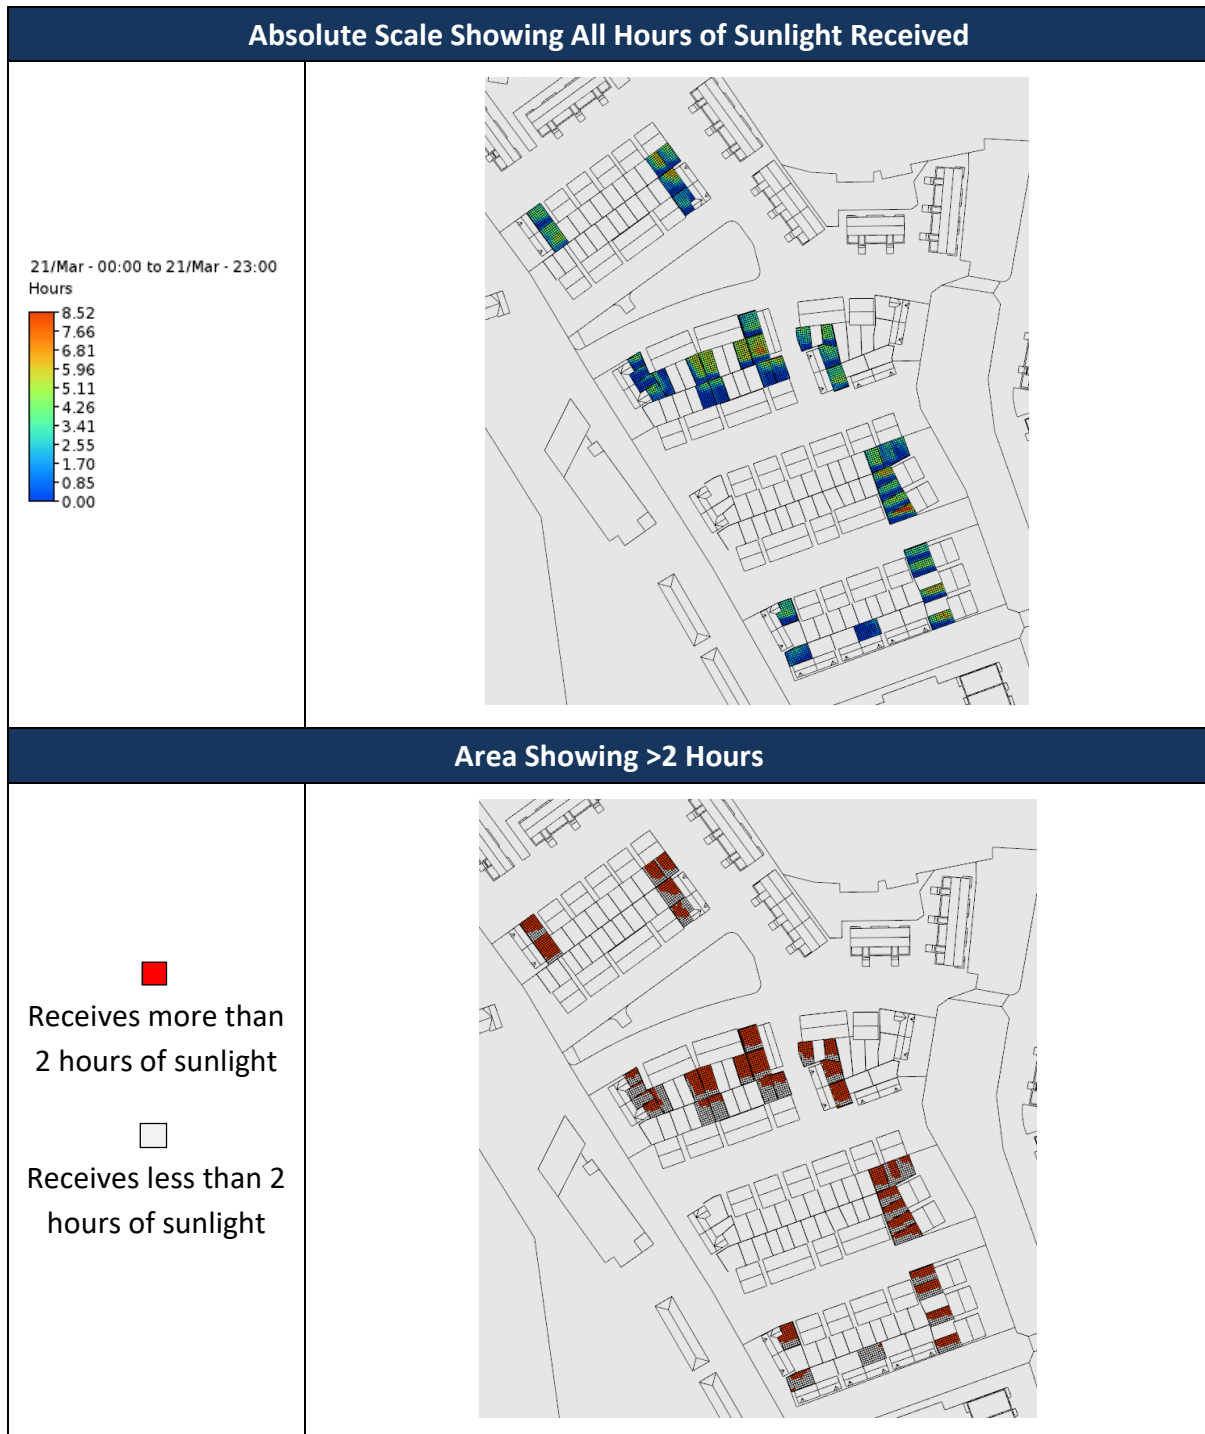 Absolute Scale Showing All Hours of Sunlight Received
21/Mar - 00:00 to 21/Mar - 23:00
Hours
8.52
7.66
6.81
5.96
5.11
4.26
3.41
2.55
1.70
0.85
0.00
Area Showing >2 Hours
Receives more than
2 hours of sunlight
Receives less than 2
hours of sunlight